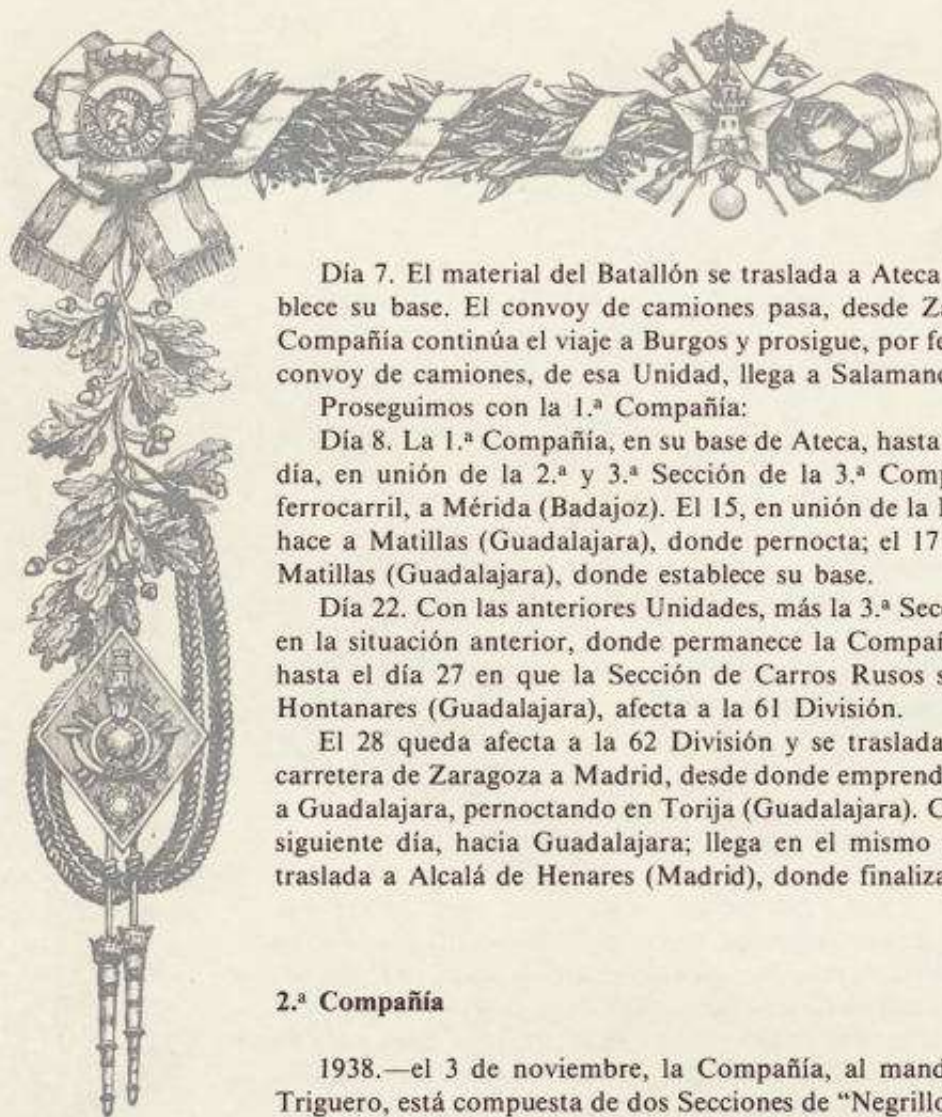 Día 7. El material del Batallón se traslada a Ateca
blece su base. El convoy de camiones pasa, desde Za
Compañía continúa el viaje a Burgos y prosigue, por fe
convoy de camiones, de esa Unidad, llega a Salamanc
Proseguimos con la 1.ª Compañía:
Día 8. La 1.ª Compañía, en su base de Ateca, hasta
día, en unión de la 2.ª y 3.ª Sección de la 3.ª Comp
ferrocarril, a Mérida (Badajoz). El 15, en unión de la
hace a Matillas (Guadalajara), donde pernocta; el 17
Matillas (Guadalajara), donde establece su base.
Día 22. Con las anteriores Unidades, más la 3.ª Sec
en la situación anterior, donde permanece la Compañ
hasta el día 27 en que la Sección de Carros Rusos s
Hontanares (Guadalajara), afecta a la 61 División.
El 28 queda afecta a la 62 División y se traslada
carretera de Zaragoza a Madrid, desde donde emprend
a Guadalajara, pernoctando en Torija (Guadalajara). C
siguiente día, hacia Guadalajara; llega en el mismo
traslada a Alcalá de Henares (Madrid), donde finaliza
2.ª Compañía
1938.—el 3 de noviembre, la Compañía, al mand
Triguero, está compuesta de dos Secciones de "Negrillo